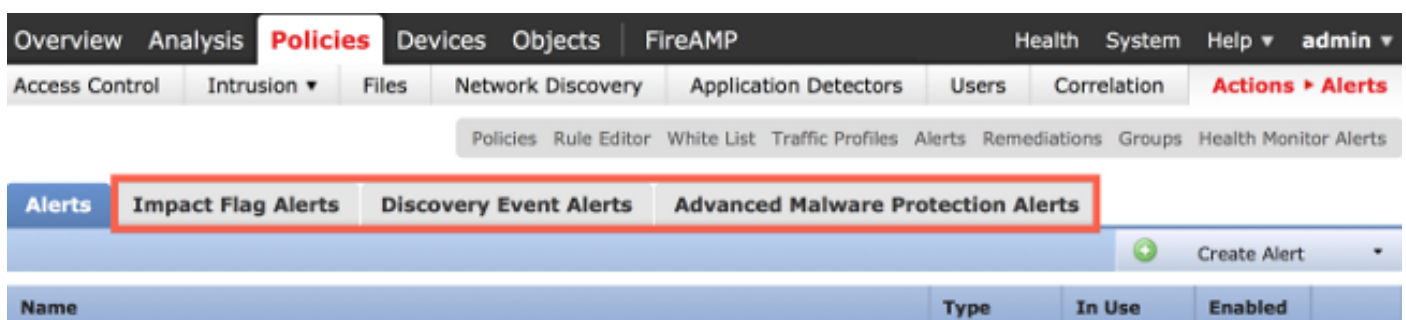 Overview Analysis Policies Devices Objects FireAMP Health System Help ▾ admin ▾
Access Control Intrusion ▾ Files Network Discovery Application Detectors Users Correlation Actions ▸ Alerts
Policies Rule Editor White List Traffic Profiles Alerts Remediations Groups Health Monitor Alerts
Alerts Impact Flag Alerts Discovery Event Alerts Advanced Malware Protection Alerts
Create Alert
Name Type In Use Enabled